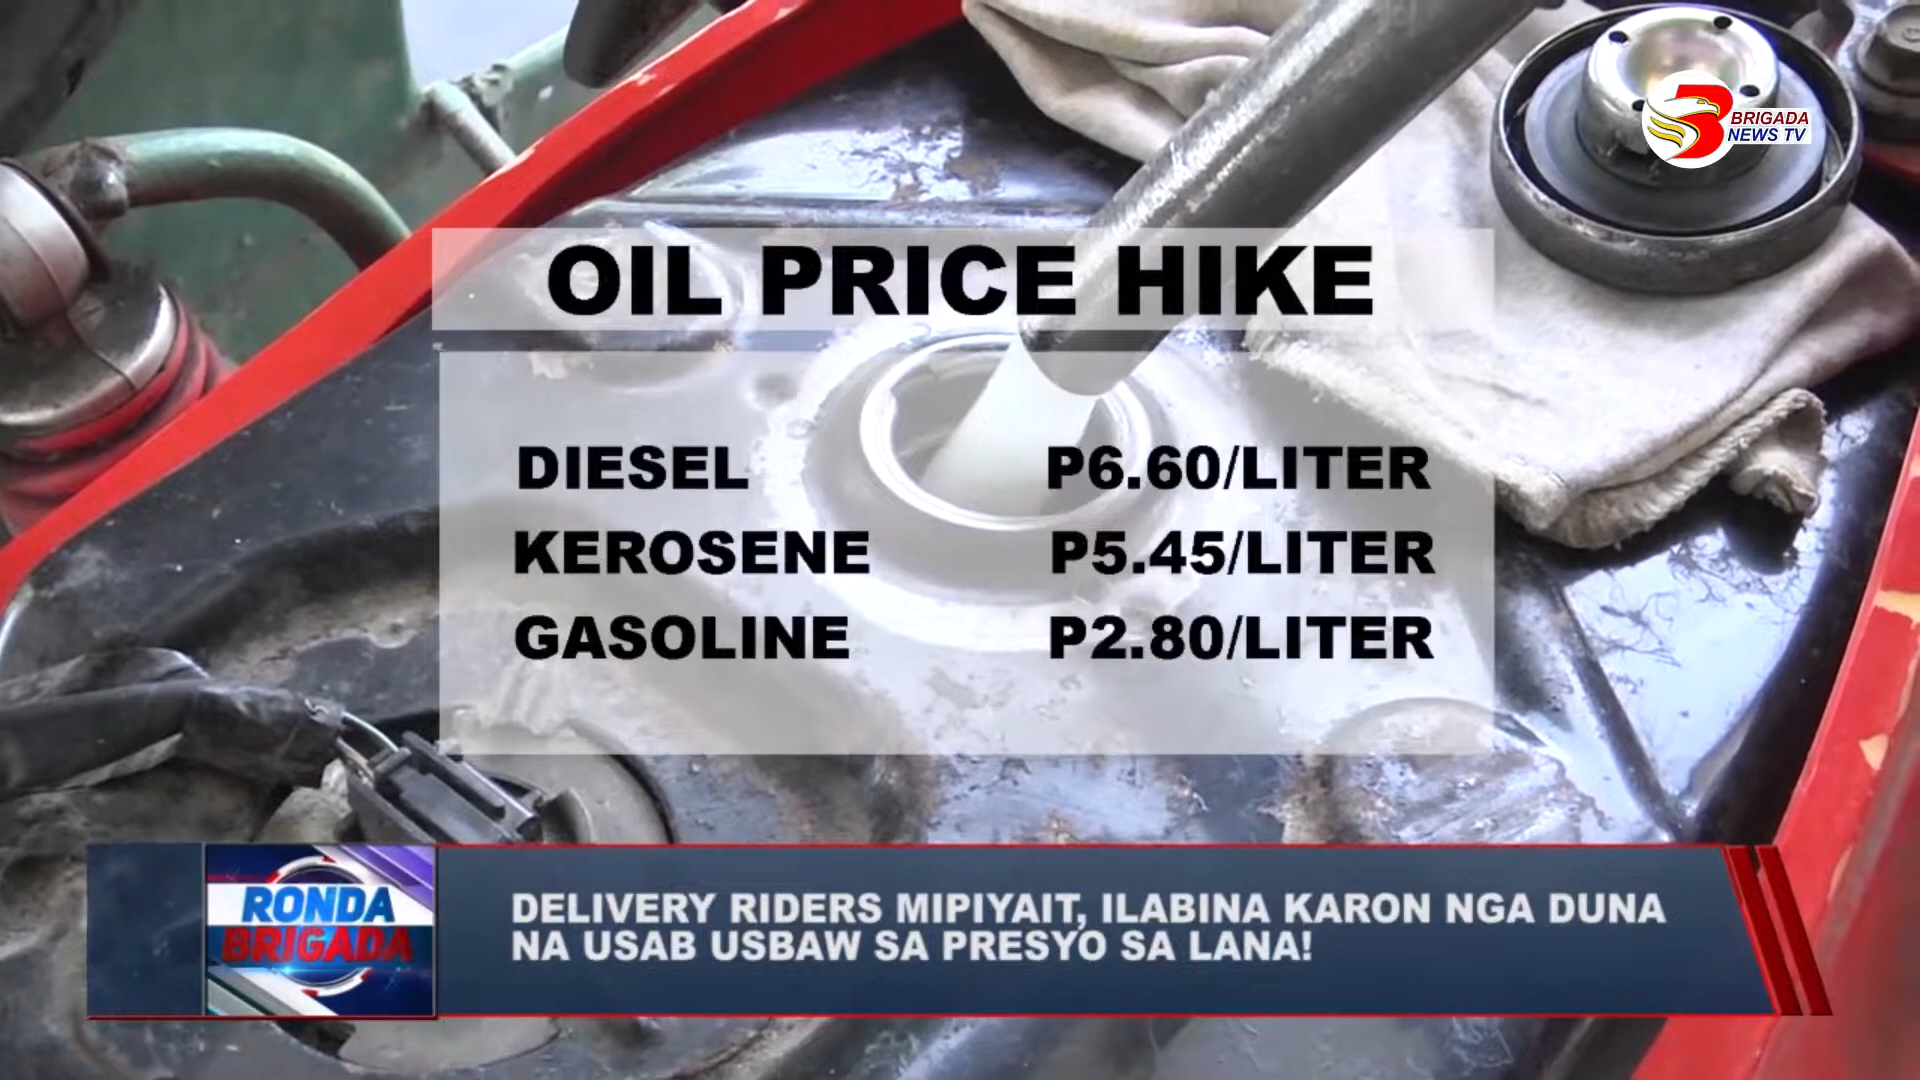 BRIGADA
NEWS TV
OIL PRICE HIKE
DIESEL P6.60/LITER
KEROSENE P5.45/LITER
GASOLINE P2.80/LITER
RONDA
BRIGADA
DELIVERY RIDERS MIPIYAIT, ILABINA KARON NGA DUNA
NA USAB USBAW SA PRESYO SA LANA!